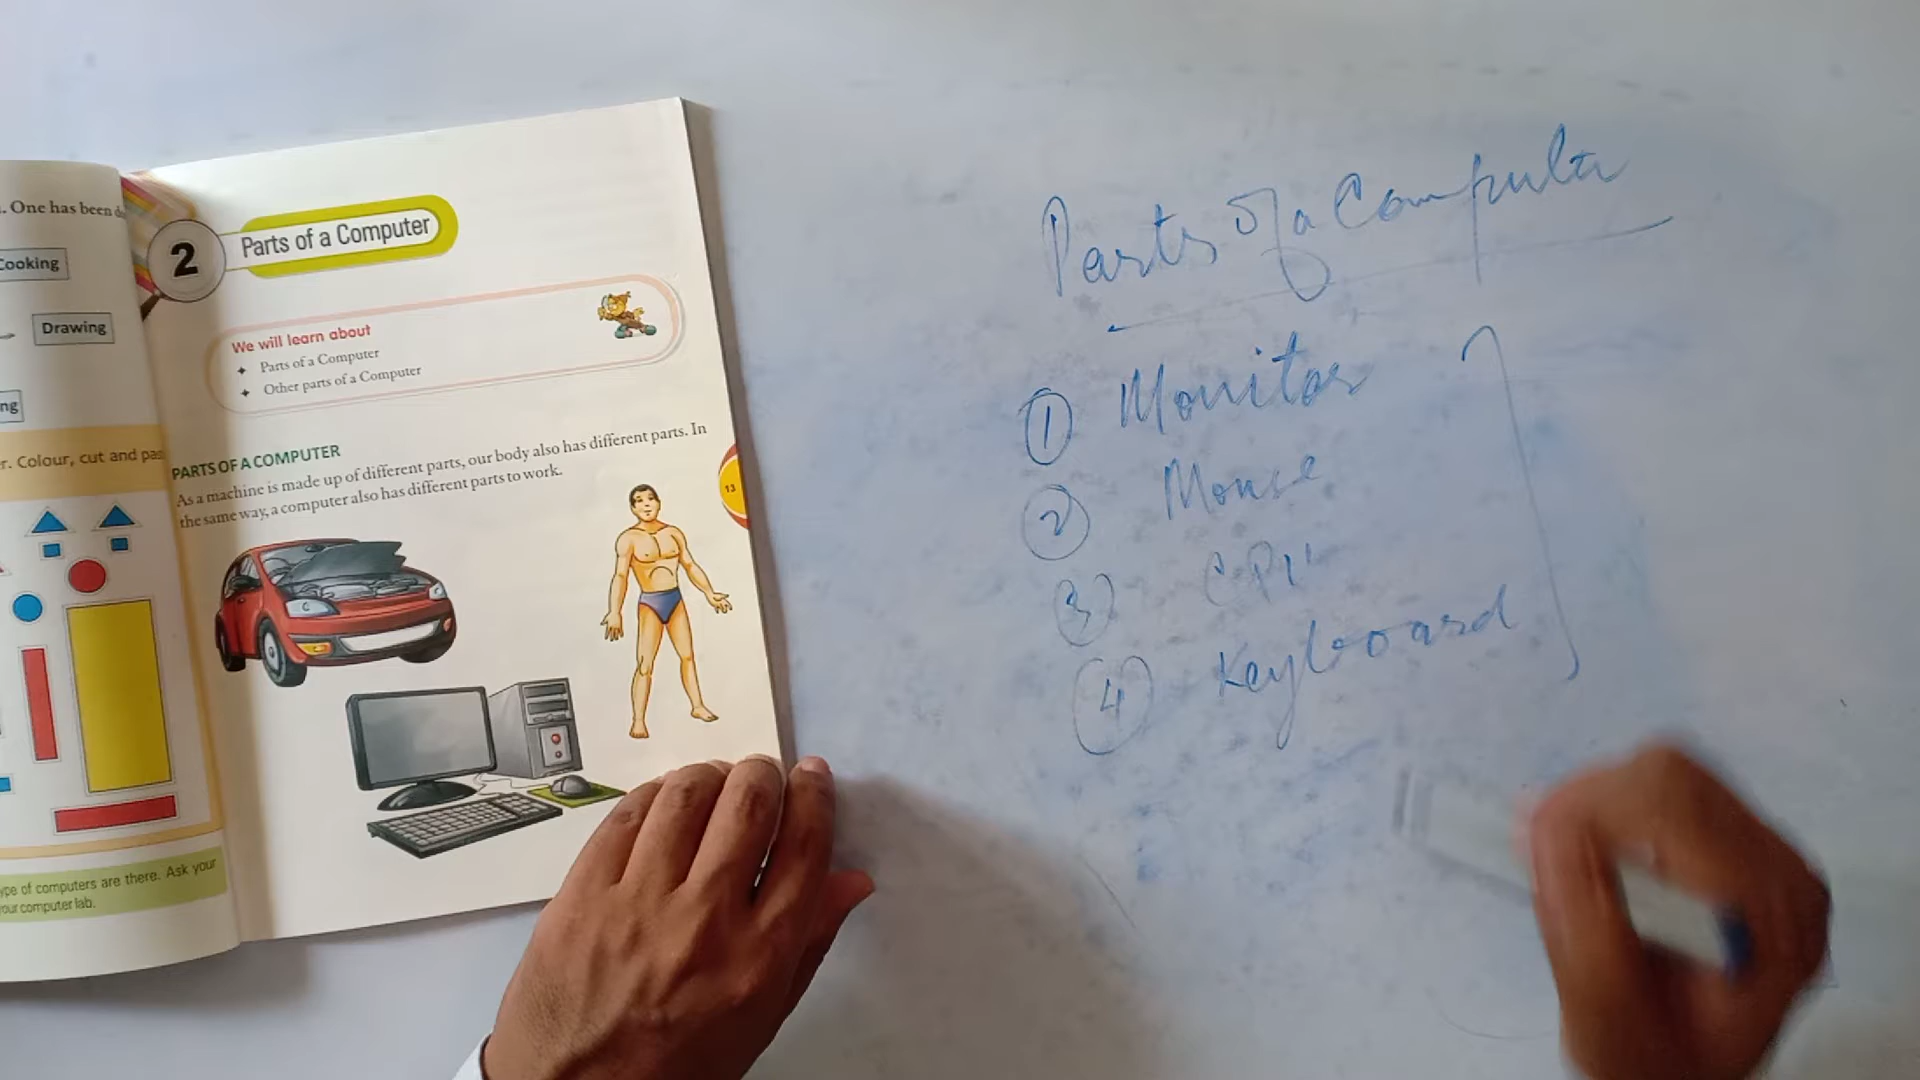 . One has been
Cooking
Drawing
ng
r. Colour, cut and pas
ype of computers are there. Ask your
our computer lab.
2
Parts of a Computer
We will learn about
Parts of a Computer
Other parts of a Computer
PARTS OF A COMPUTER
As a machine is made up of different parts, our body also has different parts. In
the same way, a computer also has different parts to work.
13
Parts of a Computer
1 Monitor
2 Mouse
3 CPU
4 Keyboard